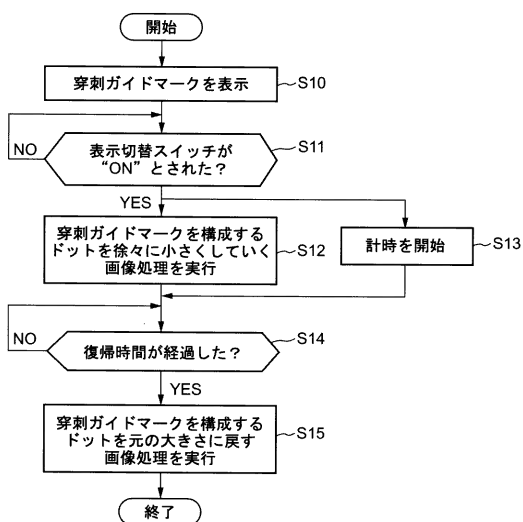 開始
穿刺ガイドマークを表示
S10
表示切替スイッチが
“ON”とされた？
S11
NO
YES
穿刺ガイドマークを構成する
ドットを徐々に小さくしていく
画像処理を実行
S12
計時を開始
S13
復帰時間が経過した？
S14
NO
YES
穿刺ガイドマークを構成する
ドットを元の大きさに戻す
画像処理を実行
S15
終了